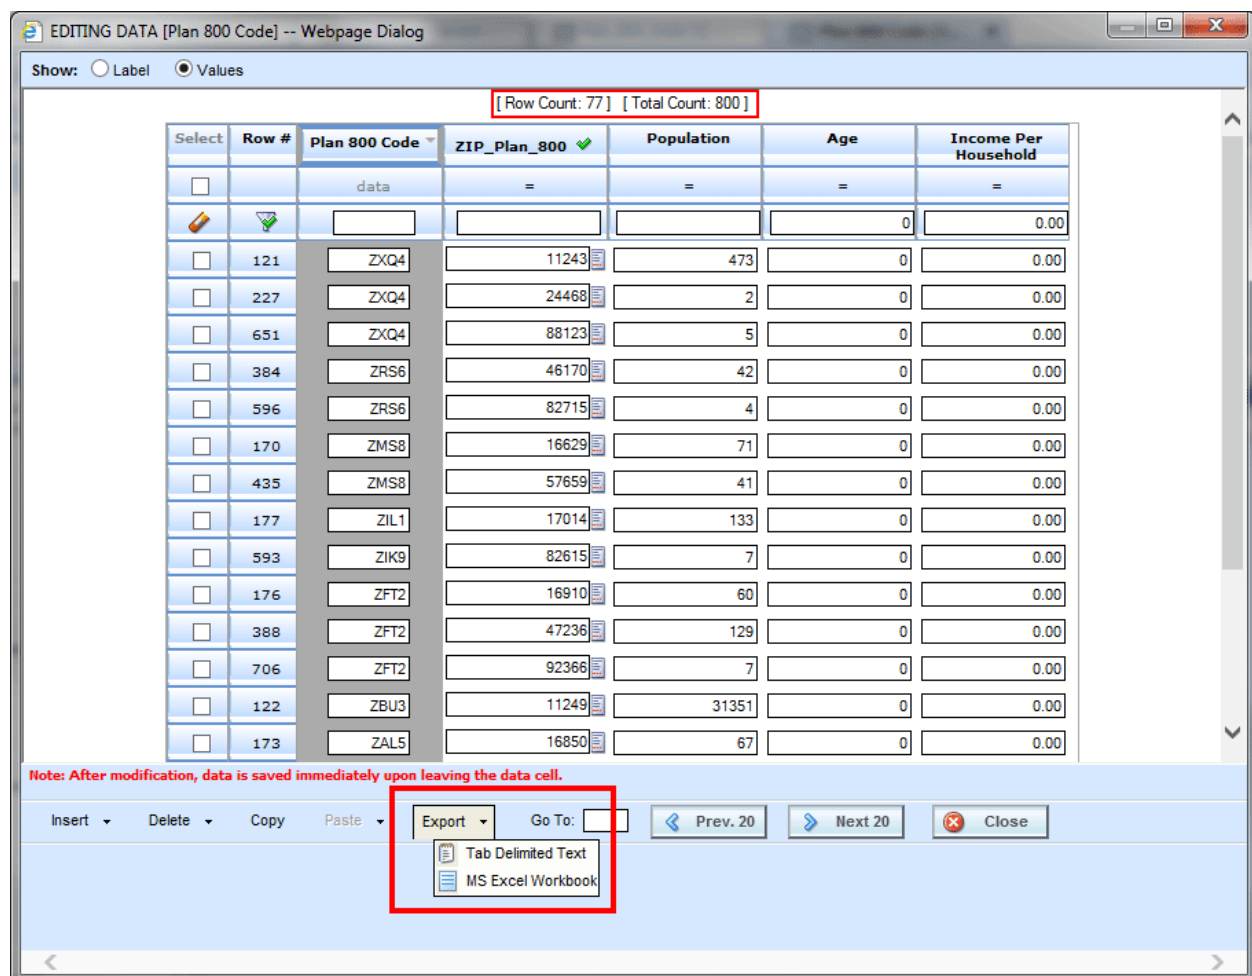 EDITING DATA [Plan 800 Code] -- Webpage Dialog
Show: Label Values
[ Row Count: 77 ] [ Total Count: 800 ]
Select Row # Plan 800 Code ZIP_Plan_800 Population Age Income Per
Household
data = = = =
0 0.00
121 ZXQ4 11243 473 0 0.00
227 ZXQ4 24468 2 0 0.00
651 ZXQ4 88123 5 0 0.00
384 ZRS6 46170 42 0 0.00
596 ZRS6 82715 4 0 0.00
170 ZMS8 16629 71 0 0.00
435 ZMS8 57659 41 0 0.00
177 ZIL1 17014 133 0 0.00
593 ZIK9 82615 7 0 0.00
176 ZFT2 16910 60 0 0.00
388 ZFT2 47236 129 0 0.00
706 ZFT2 92366 7 0 0.00
122 ZBU3 11249 31351 0 0.00
173 ZAL5 16850 67 0 0.00
Note: After modification, data is saved immediately upon leaving the data cell.
Insert Delete Copy Paste Export Go To: Prev. 20 Next 20 Close
Tab Delimited Text
MS Excel Workbook